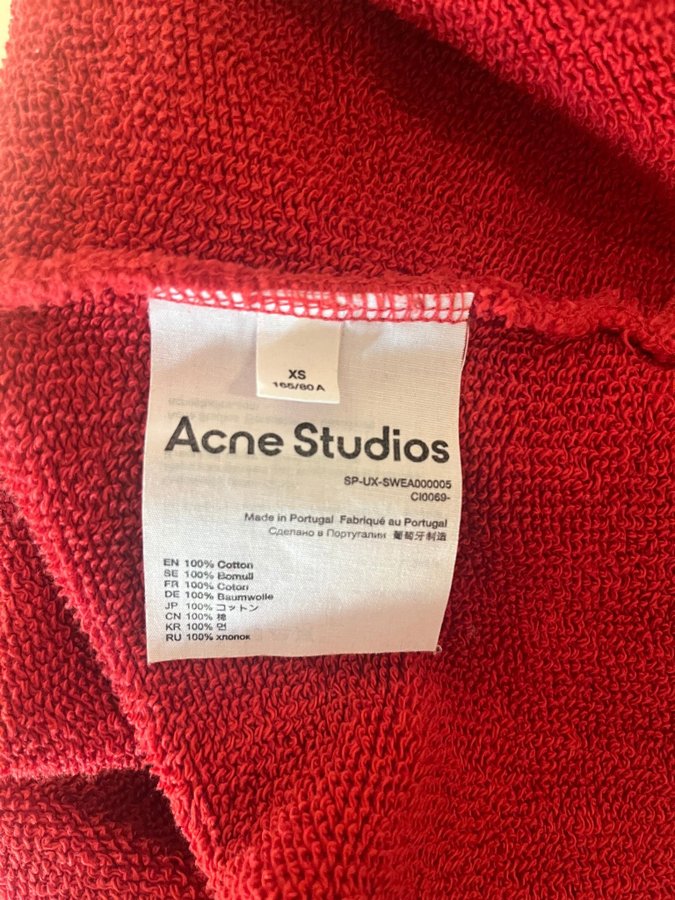 XS
165/80 A
Acne Studios
SP-UX-SWEA000005
CI0069-
Made in Portugal Fabriqué au Portugal
Сделано в Португалии 葡萄牙制造
EN 100% Cotton
SE 100% Bomull
FR 100% Coton
DE 100% Baumwolle
JP 100% コットン
CN 100% 棉
KR 100% 면
RU 100% хлопок